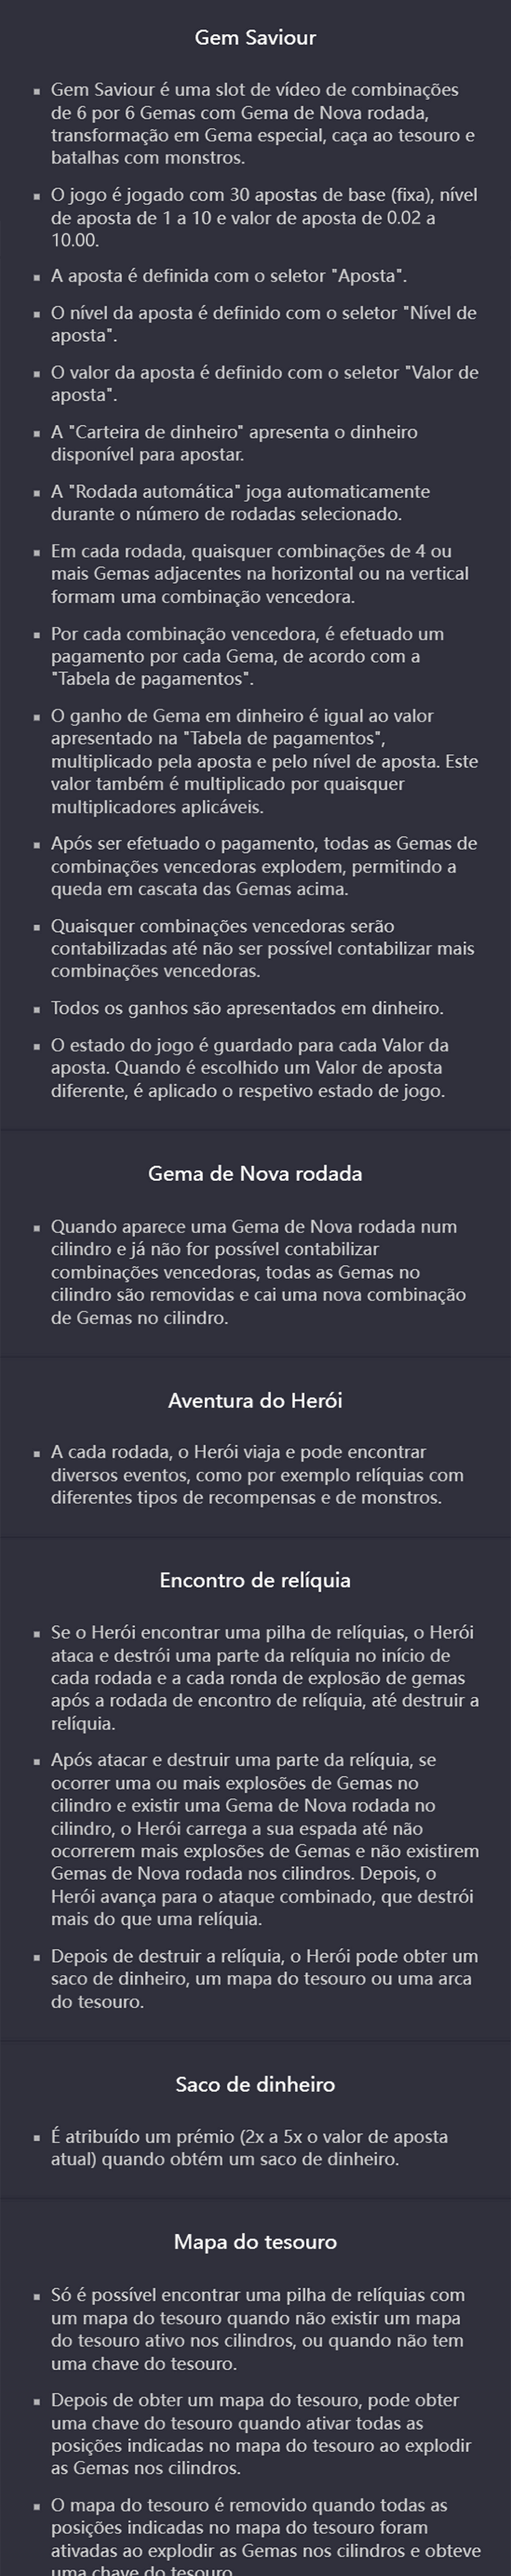 Gem Saviour
Gem Saviour é uma slot de vídeo de combinações
de 6 por 6 Gemas com Gema de Nova rodada,
transformação em Gema especial, caça ao tesouro e
batalhas com monstros.
O jogo é jogado com 30 apostas de base (fixa), nível
de aposta de 1 a 10 e valor de aposta de 0.02 a
10.00.
A aposta é definida com o seletor "Aposta".
O nível da aposta é definido com o seletor "Nível de
aposta".
O valor da aposta é definido com o seletor "Valor de
aposta".
A "Carteira de dinheiro" apresenta o dinheiro
disponível para apostar.
A "Rodada automática" joga automaticamente
durante o número de rodadas selecionado.
Em cada rodada, quaisquer combinações de 4 ou
mais Gemas adjacentes na horizontal ou na vertical
formam uma combinação vencedora.
Por cada combinação vencedora, é efetuado um
pagamento por cada Gema, de acordo com a
"Tabela de pagamentos".
O ganho de Gema em dinheiro é igual ao valor
apresentado na "Tabela de pagamentos",
multiplicado pela aposta e pelo nível de aposta. Este
valor também é multiplicado por quaisquer
multiplicadores aplicáveis.
Após ser efetuado o pagamento, todas as Gemas de
combinações vencedoras explodem, permitindo a
queda em cascata das Gemas acima.
Quaisquer combinações vencedoras serão
contabilizadas até não ser possível contabilizar mais
combinações vencedoras.
Todos os ganhos são apresentados em dinheiro.
O estado do jogo é guardado para cada Valor da
aposta. Quando é escolhido um Valor de aposta
diferente, é aplicado o respetivo estado de jogo.
Gema de Nova rodada
Quando aparece uma Gema de Nova rodada num
cilindro e já não for possível contabilizar
combinações vencedoras, todas as Gemas no
cilindro são removidas e cai uma nova combinação
de Gemas no cilindro.
Aventura do Herói
A cada rodada, o Herói viaja e pode encontrar
diversos eventos, como por exemplo relíquias com
diferentes tipos de recompensas e de monstros.
Encontro de relíquia
Se o Herói encontrar uma pilha de relíquias, o Herói
ataca e destrói uma parte da relíquia no início de
cada rodada e a cada ronda de explosão de gemas
após a rodada de encontro de relíquia, até destruir a
relíquia.
Após atacar e destruir uma parte da relíquia, se
ocorrer uma ou mais explosões de Gemas no
cilindro e existir uma Gema de Nova rodada no
cilindro, o Herói carrega a sua espada até não
ocorrerem mais explosões de Gemas e não existirem
Gemas de Nova rodada nos cilindros. Depois, o
Herói avança para o ataque combinado, que destrói
mais do que uma relíquia.
Depois de destruir a relíquia, o Herói pode obter um
saco de dinheiro, um mapa do tesouro ou uma arca
do tesouro.
Saco de dinheiro
É atribuído um prémio (2x a 5x o valor de aposta
atual) quando obtém um saco de dinheiro.
Mapa do tesouro
Só é possível encontrar uma pilha de relíquias com
um mapa do tesouro quando não existir um mapa
do tesouro ativo nos cilindros, ou quando não tem
uma chave do tesouro.
Depois de obter um mapa do tesouro, pode obter
uma chave do tesouro quando ativar todas as
posições indicadas no mapa do tesouro ao explodir
as Gemas nos cilindros.
O mapa do tesouro é removido quando todas as
posições indicadas no mapa do tesouro foram
ativadas ao explodir as Gemas nos cilindros e obteve
uma chave do tesouro.